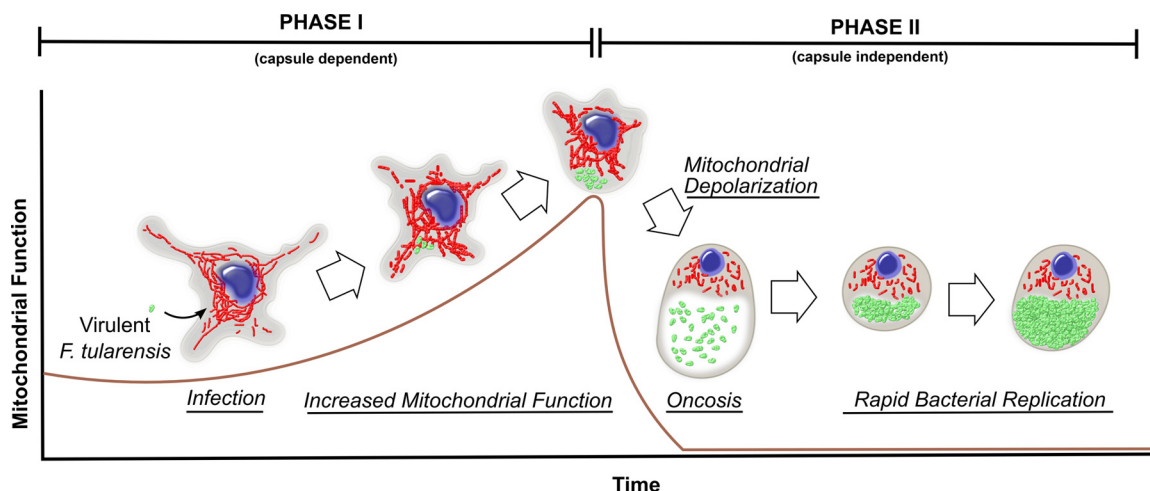 PHASE I
(capsule dependent)
PHASE II
(capsule independent)
Mitochondrial Function
Virulent
F. tularensis
Infection
Increased Mitochondrial Function
Mitochondrial
Depolarization
Oncosis
Rapid Bacterial Replication
Time